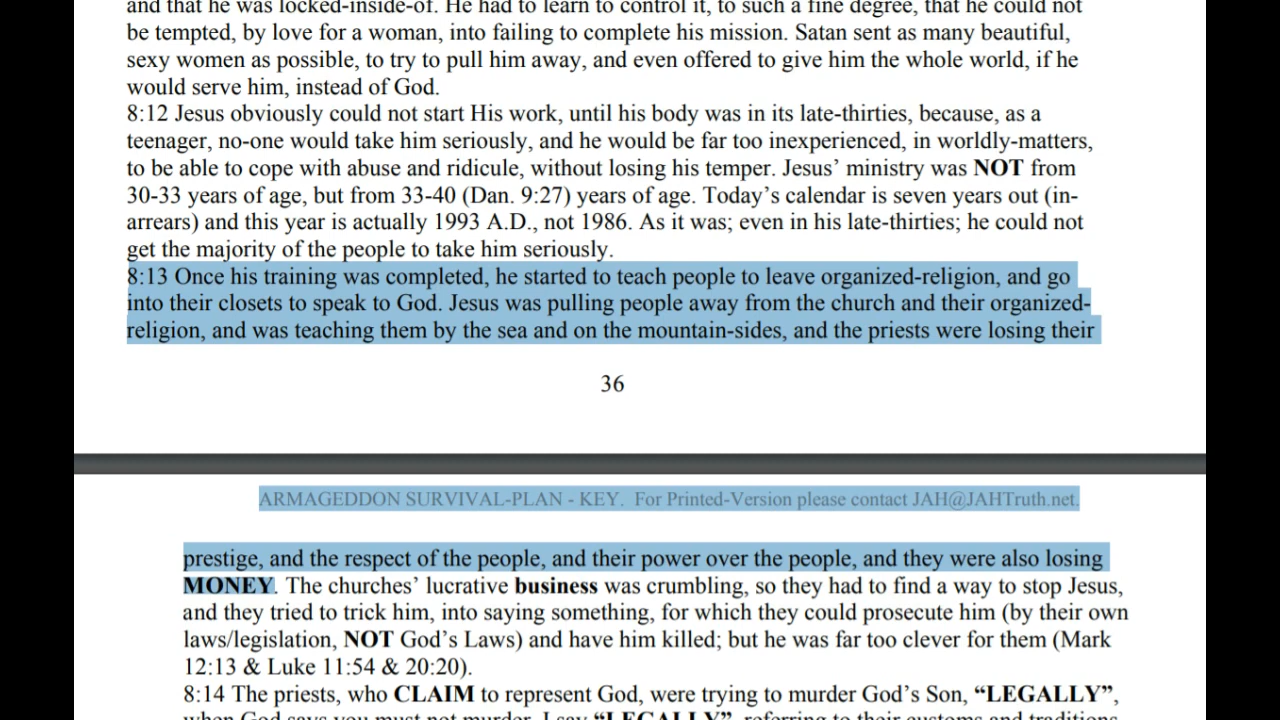 and that he was locked-inside-of. He had to learn to control it, to such a fine degree, that he could not
be tempted, by love for a woman, into failing to complete his mission. Satan sent as many beautiful,
sexy women as possible, to try to pull him away, and even offered to give him the whole world, if he
would serve him, instead of God.
8:12 Jesus obviously could not start His work, until his body was in its late-thirties, because, as a
teenager, no-one would take him seriously, and he would be far too inexperienced, in worldly-matters,
to be able to cope with abuse and ridicule, without losing his temper. Jesus’ ministry was NOT from
30-33 years of age, but from 33-40 (Dan. 9:27) years of age. Today’s calendar is seven years out (in-
arrears) and this year is actually 1993 A.D., not 1986. As it was; even in his late-thirties; he could not
get the majority of the people to take him seriously.
8:13 Once his training was completed, he started to teach people to leave organized-religion, and go
into their closets to speak to God. Jesus was pulling people away from the church and their organized-
religion, and was teaching them by the sea and on the mountain-sides, and the priests were losing their
36
ARMAGEDDON SURVIVAL-PLAN - KEY. For Printed-Version please contact JAH@JAHTruth.net.
prestige, and the respect of the people, and their power over the people, and they were also losing
MONEY. The churches’ lucrative business was crumbling, so they had to find a way to stop Jesus,
and they tried to trick him, into saying something, for which they could prosecute him (by their own
laws/legislation, NOT God’s Laws) and have him killed; but he was far too clever for them (Mark
12:13 & Luke 11:54 & 20:20).
8:14 The priests, who CLAIM to represent God, were trying to murder God’s Son, “LEGALLY”,
when God says you must not murder. I say “LEGALLY”, referring to their customs and traditions